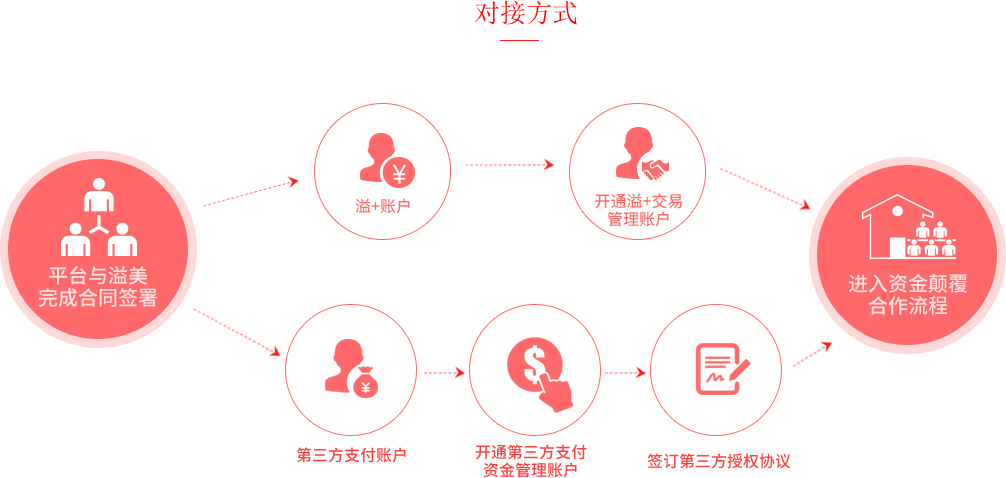 对接方式
平台与溢美
完成合同签署
¥
溢+账户
开通溢+交易
管理账户
¥
第三方支付账户
$
开通第三方支付
资金管理账户
签订第三方授权协议
进入资金颠覆
合作流程